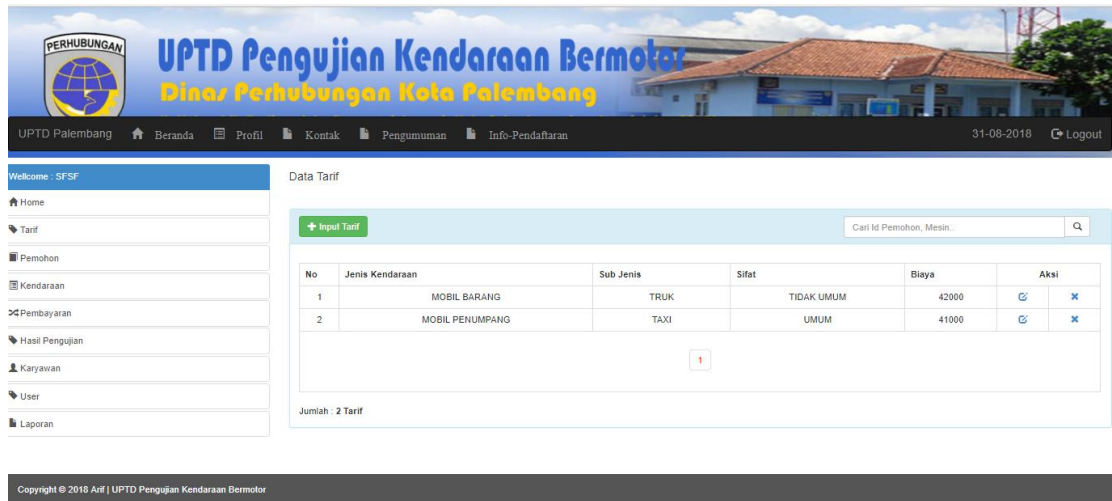 PERHUBUNGAN
UPTD Pengujian Kendaraan Bermotor
Dinas Perhubungan Kota Palembang
UPTD Palembang Beranda Profil Kontak Pengumuman Info-Pendaftaran 31-08-2018 Logout
Wellcome : SFSF
Home
Tarif
Pemohon
Kendaraan
Pembayaran
Hasil Pengujian
Karyawan
User
Laporan
Data Tarif
Input Tarif
Cari Id Pemohon, Mesin..
No Jenis Kendaraan Sub Jenis Sifat Biaya Aksi
1 MOBIL BARANG TRUK TIDAK UMUM 42000
2 MOBIL PENUMPANG TAXI UMUM 41000
1
Jumlah : 2 Tarif
Copyright © 2018 Arif | UPTD Pengujian Kendaraan Bermotor